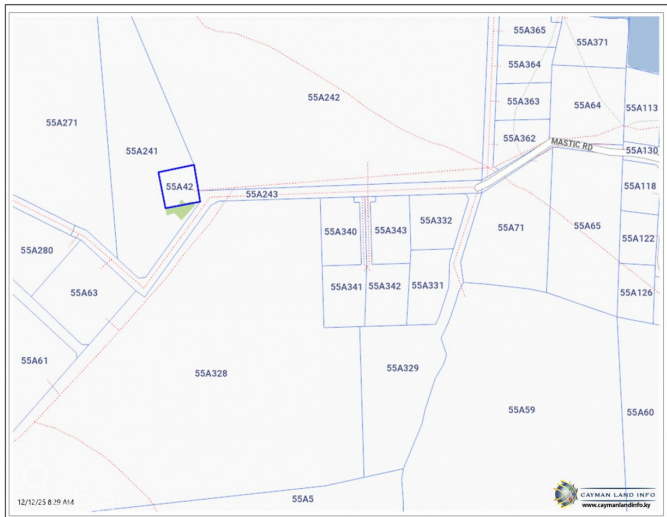 55A365
55A371
55A364
55A242
55A363
55A64
55A113
55A271
55A362
MASTIC RD
55A130
55A241
55A42
55A243
55A118
55A332
55A340
55A343
55A71
55A65
55A122
55A280
55A63
55A341
55A342
55A331
55A126
55A61
55A328
55A329
55A59
55A60
55A5
12/12/25 8:29 AM
CAYMAN LAND INFO
www.caymanlandinfo.ky